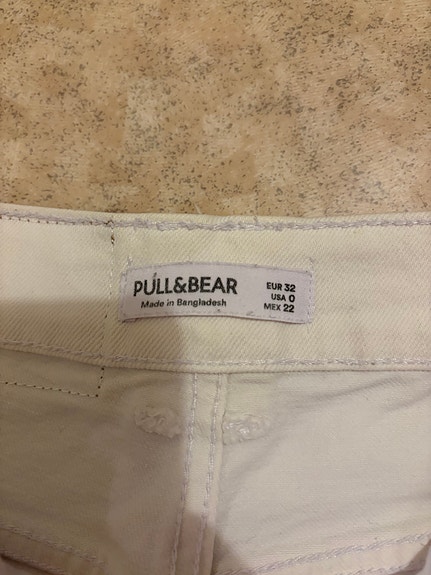 PULL&BEAR
Made in Bangladesh
EUR 32
USA 0
MEX 22